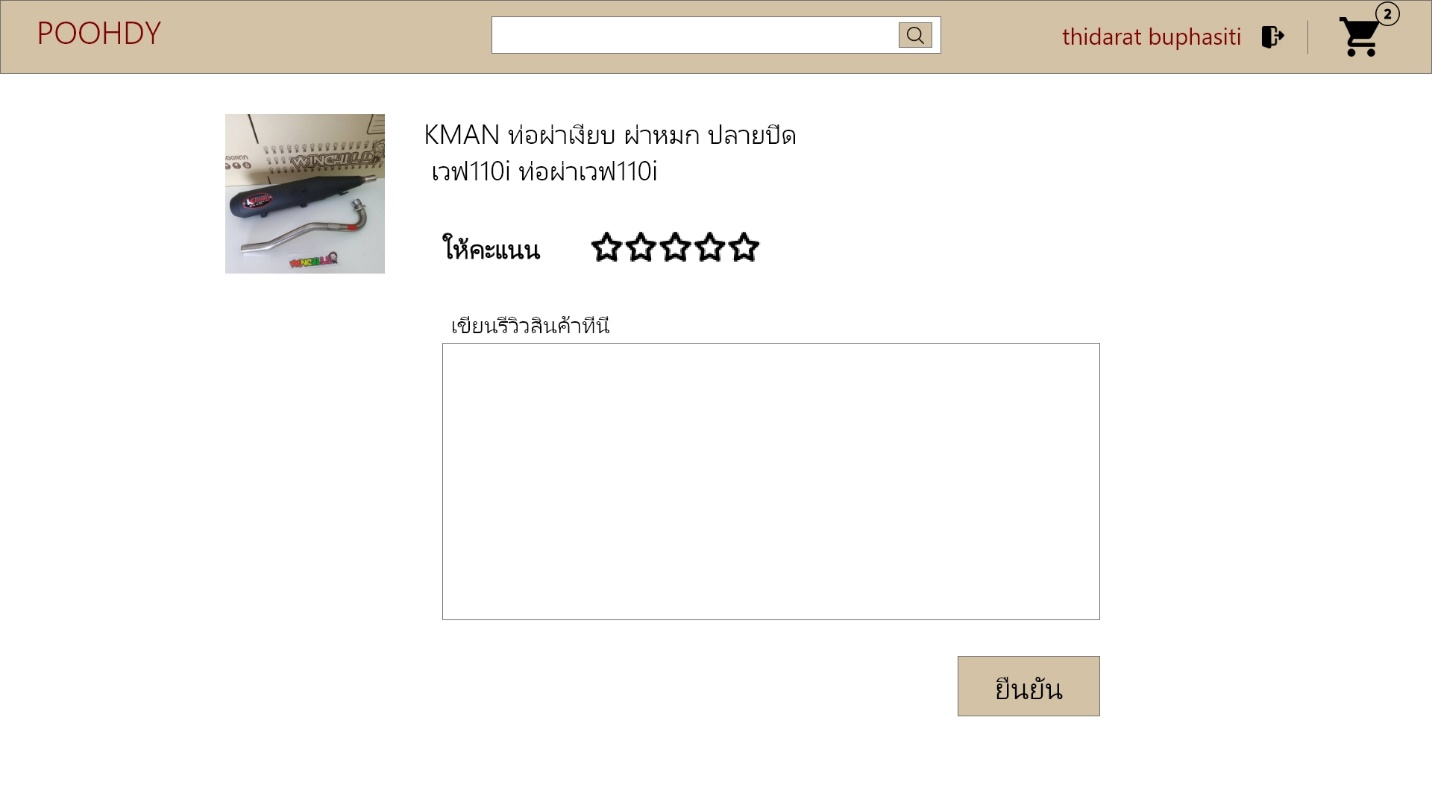 POOHDY
thidarat buphasiti
2
KMAN ท่อผ่าเงียบ ผ่าหมก ปลายปิด
เวฟ110i ท่อผ่าเวฟ110i
WINCHILLD
ให้คะแนน
เขียนรีวิวสินค้าที่นี่
ยืนยัน